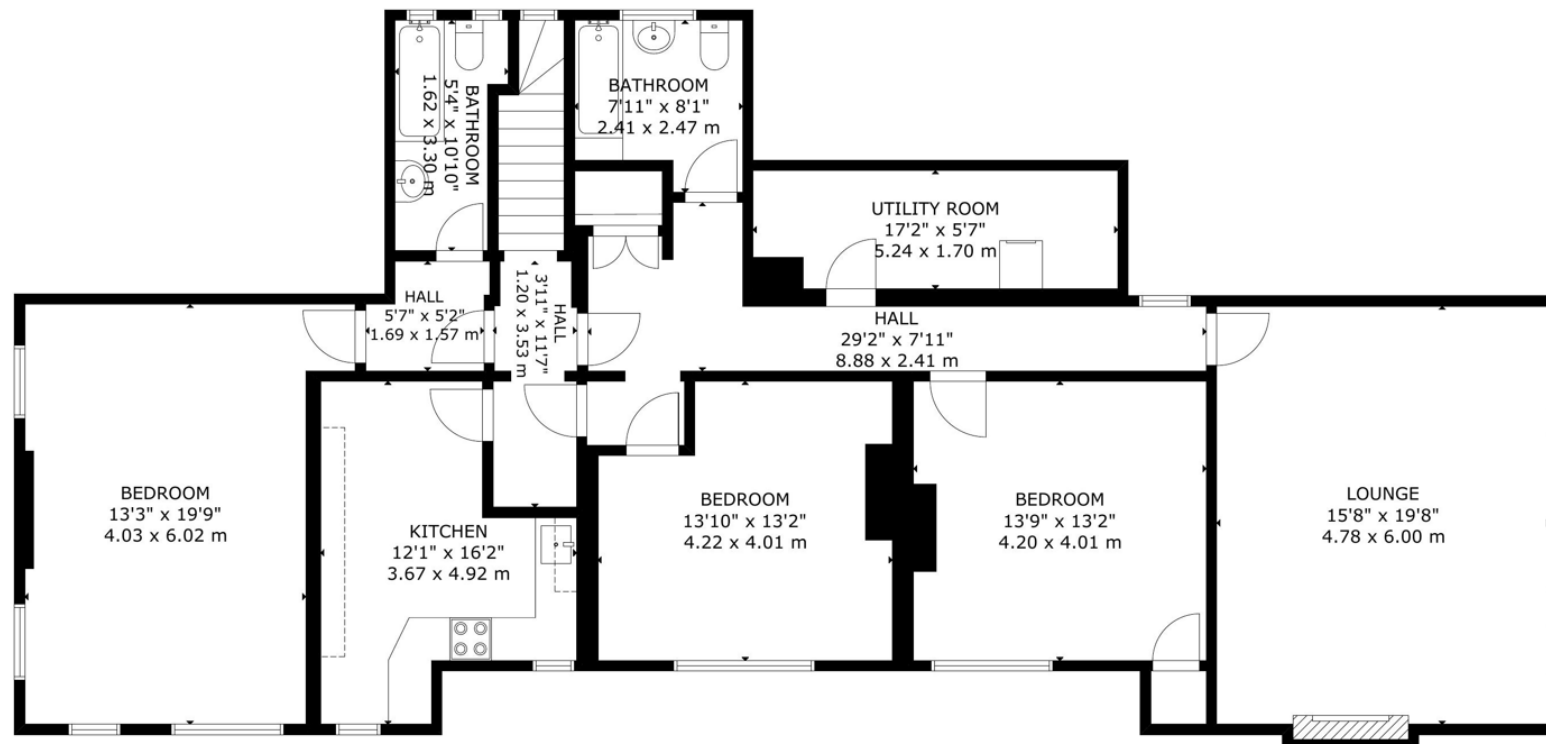 BATHROOM
5'4" x 10'10"
1.62 x 3.30 m
BATHROOM
7'11" x 8'1"
2.41 x 2.47 m
UTILITY ROOM
17'2" x 5'7"
5.24 x 1.70 m
HALL
5'7" x 5'2"
1.69 x 1.57 m
HALL
3'11" x 11'7"
1.20 x 3.53 m
HALL
29'2" x 7'11"
8.88 x 2.41 m
BEDROOM
13'3" x 19'9"
4.03 x 6.02 m
KITCHEN
12'1" x 16'2"
3.67 x 4.92 m
BEDROOM
13'10" x 13'2"
4.22 x 4.01 m
BEDROOM
13'9" x 13'2"
4.20 x 4.01 m
LOUNGE
15'8" x 19'8"
4.78 x 6.00 m